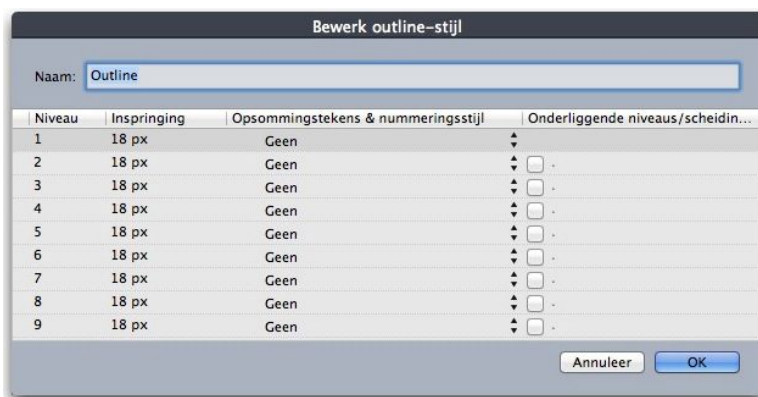 Bewerk outline-stijl
Naam: Outline
Niveau Inspringing Opsommingstekens & nummeringsstijl Onderliggende niveaus/scheidin...
1 18 px Geen
2 18 px Geen .
3 18 px Geen .
4 18 px Geen .
5 18 px Geen .
6 18 px Geen .
7 18 px Geen .
8 18 px Geen .
9 18 px Geen .
Annuleer OK